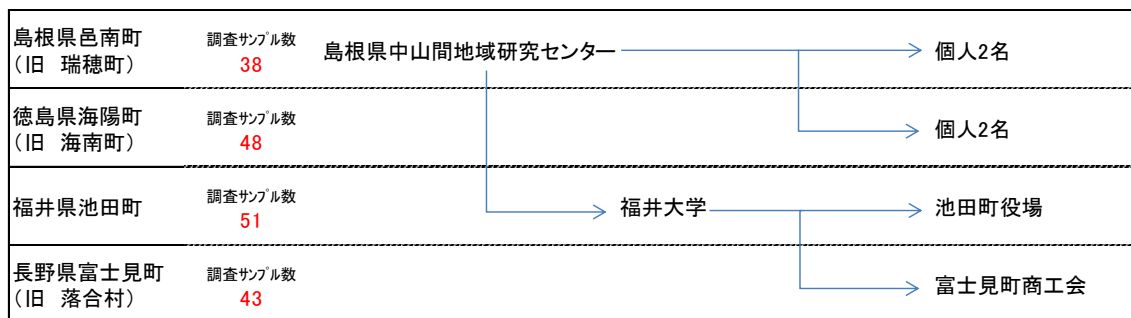 島根県邑南町
（旧　瑞穂町）
調査ｻﾝﾌﾟﾙ数
38
島根県中山間地域研究センター
個人2名
徳島県海陽町
（旧　海南町）
調査ｻﾝﾌﾟﾙ数
48
個人2名
福井県池田町
調査ｻﾝﾌﾟﾙ数
51
福井大学
池田町役場
長野県富士見町
（旧　落合村）
調査ｻﾝﾌﾟﾙ数
43
富士見町商工会